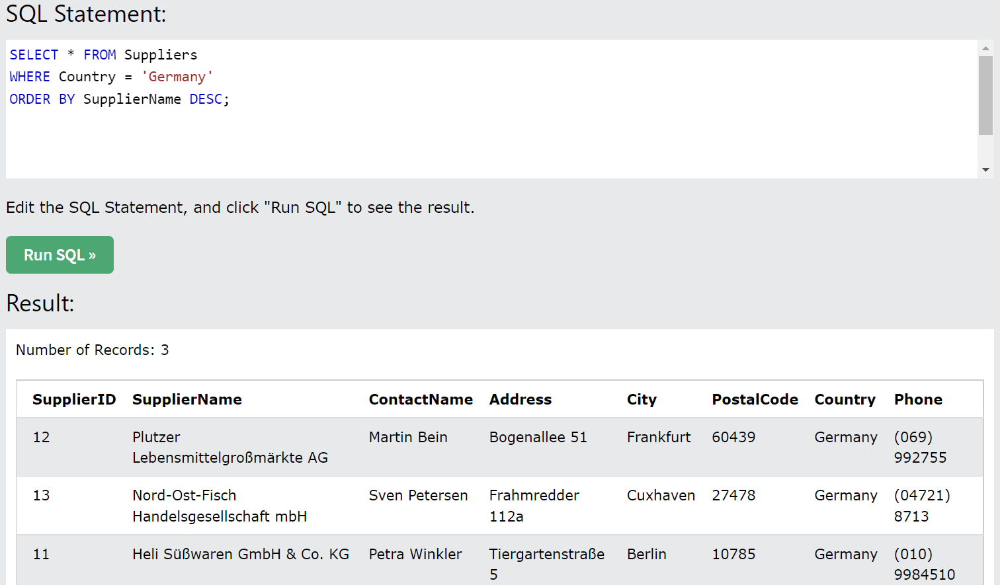 SQL Statement:
SELECT * FROM Suppliers
WHERE Country = 'Germany'
ORDER BY SupplierName DESC;
Edit the SQL Statement, and click "Run SQL" to see the result.
Run SQL »
Result:
Number of Records: 3
SupplierID SupplierName ContactName Address City PostalCode Country Phone
12 Plutzer Martin Bein Bogenallee 51 Frankfurt 60439 Germany (069)
Lebensmittelgroßmärkte AG 992755
13 Nord-Ost-Fisch Sven Petersen Frahmredder Cuxhaven 27478 Germany (04721)
Handelsgesellschaft mbH 112a 8713
11 Heli Süßwaren GmbH & Co. KG Petra Winkler Tiergartenstraße Berlin 10785 Germany (010)
5 9984510